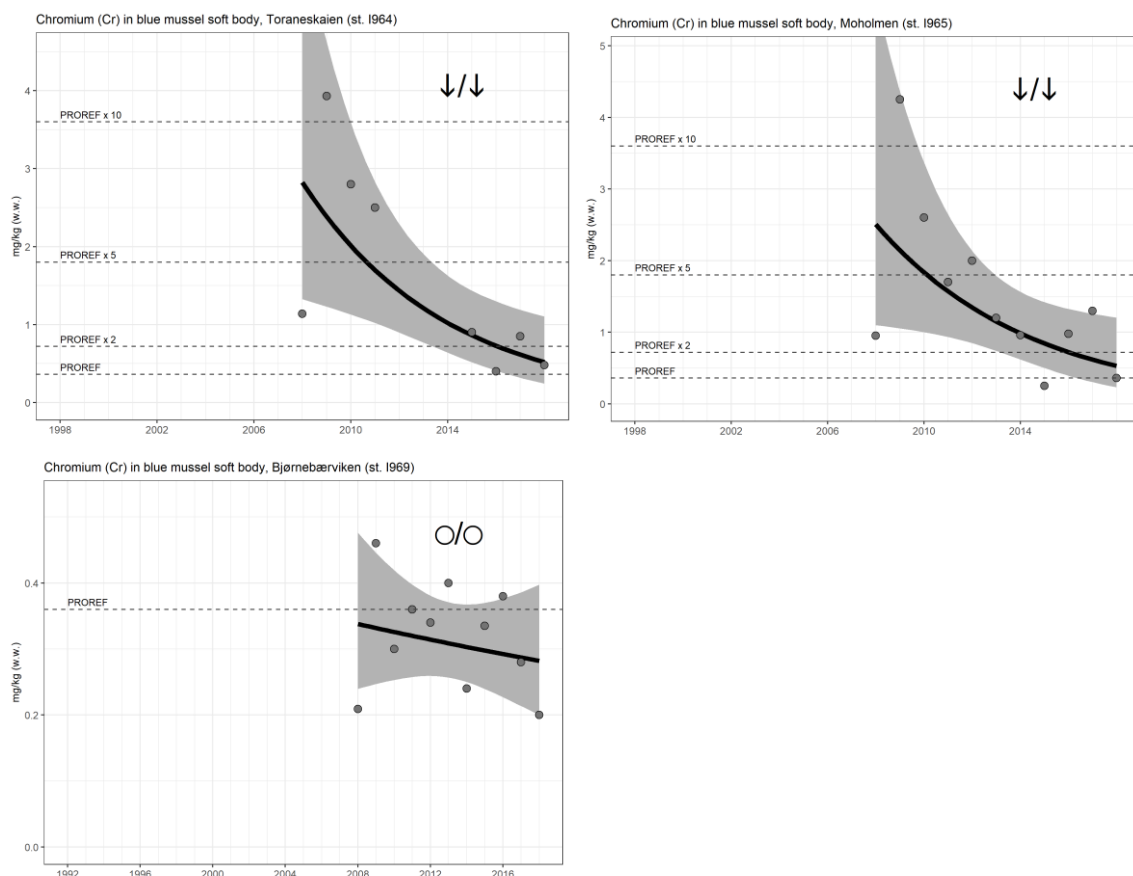 Chromium (Cr) in blue mussel soft body, Toraneskaien (st. I964)
↓/↓
4
PROREF x 10
3
mg/kg (w.w.)
2
PROREF x 5
1
PROREF x 2
PROREF
0
1998 2002 2006 2010 2014
Chromium (Cr) in blue mussel soft body, Moholmen (st. I965)
5
↓/↓
4
PROREF x 10
3
mg/kg (w.w.)
2
PROREF x 5
1
PROREF x 2
PROREF
0
1998 2002 2006 2010 2014
Chromium (Cr) in blue mussel soft body, Bjørnebærviken (st. I969)
○/○
0.4
PROREF
mg/kg (w.w.)
0.2
0.0
1992 1996 2000 2004 2008 2012 2016